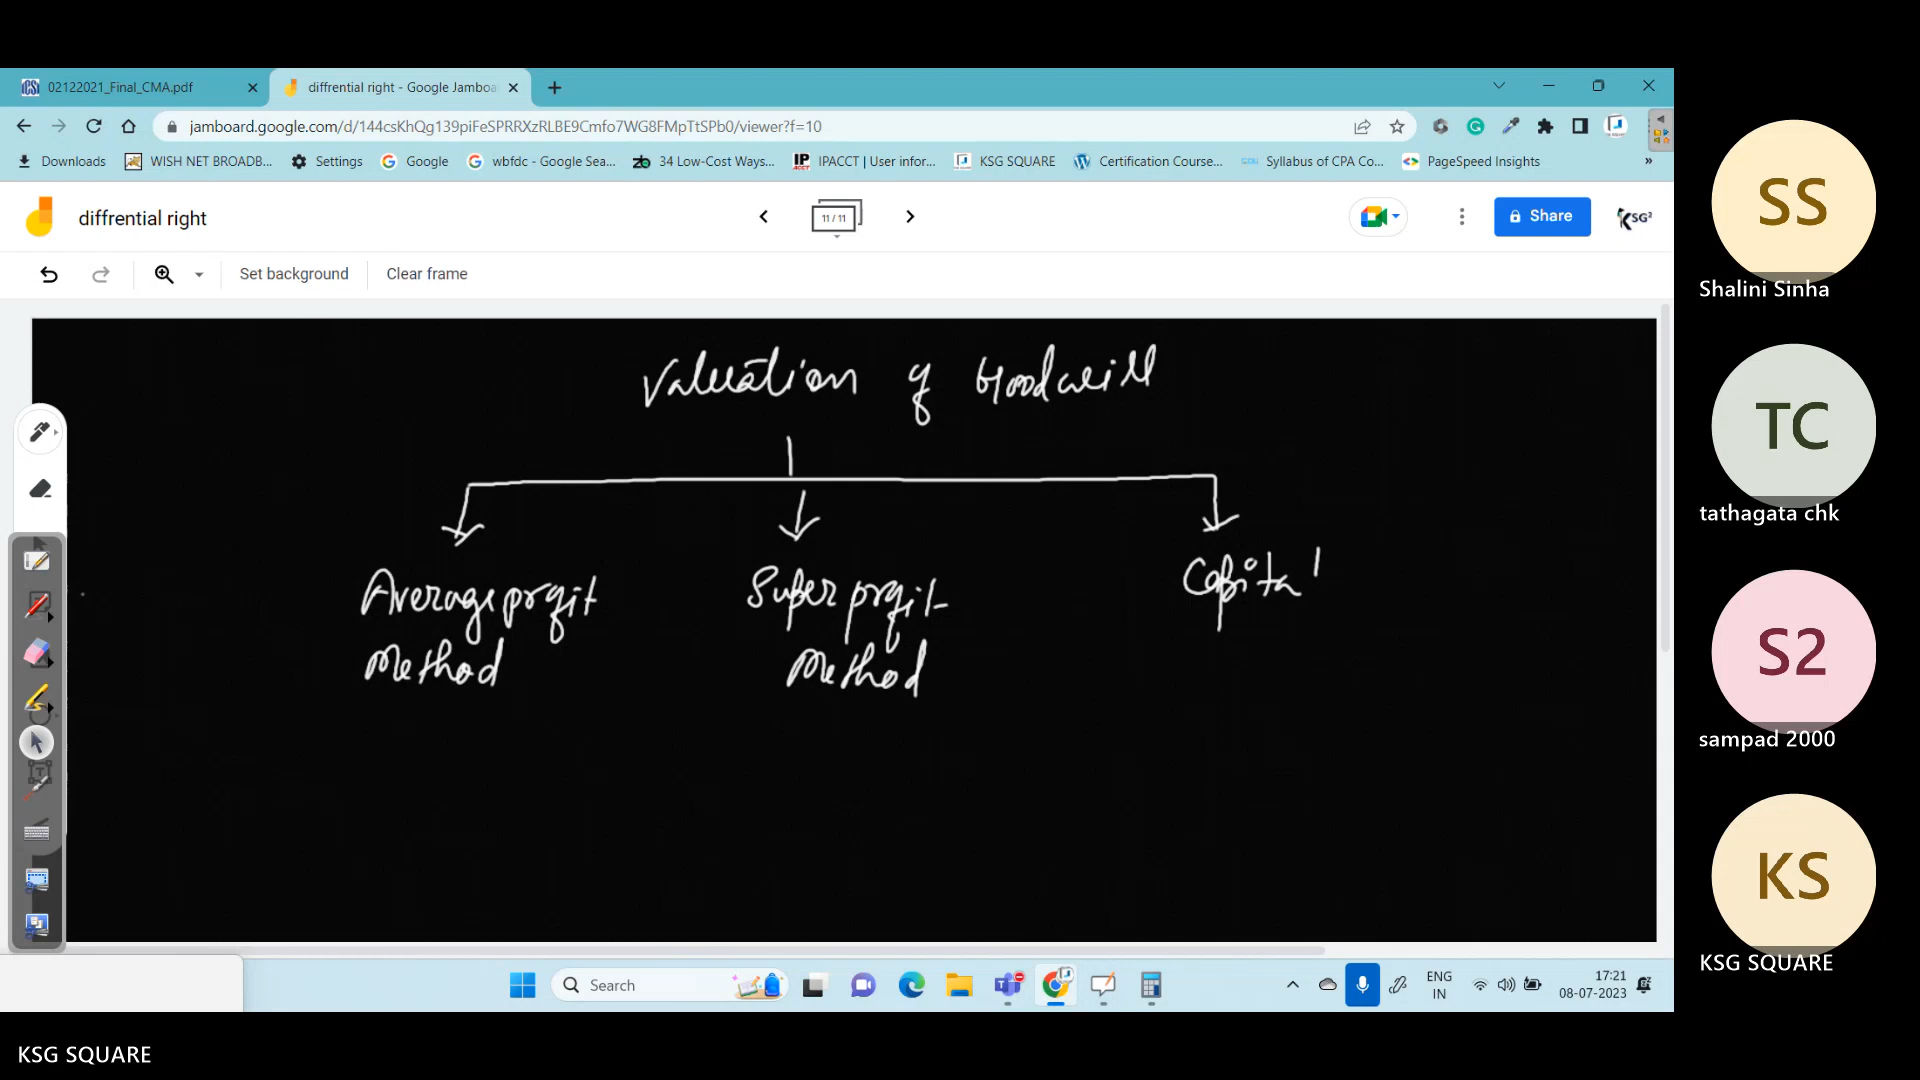 02122021_Final_CMA.pdf
diffrential right - Google Jamboa
jamboard.google.com/d/144csKhQg139piFeSPRRXzRLBE9Cmfo7WG8FMpTtSPb0/viewer?f=10
Downloads WISH NET BROADB... Settings Google wbfdc - Google Sea... 34 Low-Cost Ways... IPACCT | User infor... KSG SQUARE Certification Course... Syllabus of CPA Co... PageSpeed Insights »
diffrential right
11 / 11
Share
KSG²
Set background Clear frame
Valuation of Goodwill
Average profit Method
Super profit Method
Capital
SS
Shalini Sinha
TC
tathagata chk
S2
sampad 2000
KS
KSG SQUARE
Search
ENG
IN
17:21
08-07-2023
KSG SQUARE